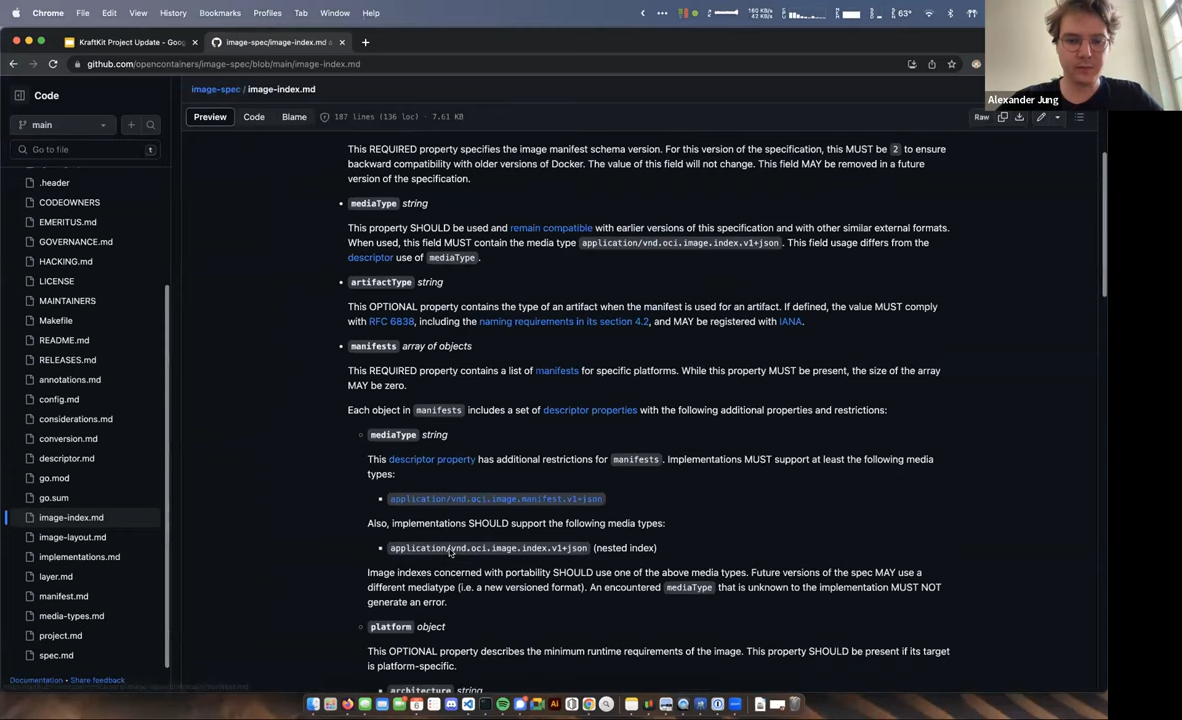 Chrome File Edit View History Bookmarks Profiles Tab Window Help
160 KB/s
42 KB/s
63°
KraftKit Project Update - Goog
image-spec/image-index.md a
github.com/opencontainers/image-spec/blob/main/image-index.md
Alexander Jung
Code
image-spec / image-index.md
main
Preview Code Blame 187 lines (136 loc) · 7.61 KB
Raw
Go to file t
.header
CODEOWNERS
EMERITUS.md
GOVERNANCE.md
HACKING.md
LICENSE
MAINTAINERS
Makefile
README.md
RELEASES.md
annotations.md
config.md
considerations.md
conversion.md
descriptor.md
go.mod
go.sum
image-index.md
image-layout.md
implementations.md
layer.md
manifest.md
media-types.md
project.md
spec.md
Documentation · Share feedback
This REQUIRED property specifies the image manifest schema version. For this version of the specification, this MUST be 2 to ensure
backward compatibility with older versions of Docker. The value of this field will not change. This field MAY be removed in a future
version of the specification.
• mediaType string
This property SHOULD be used and remain compatible with earlier versions of this specification and with other similar external formats.
When used, this field MUST contain the media type application/vnd.oci.image.index.v1+json. This field usage differs from the
descriptor use of mediaType.
• artifactType string
This OPTIONAL property contains the type of an artifact when the manifest is used for an artifact. If defined, the value MUST comply
with RFC 6838, including the naming requirements in its section 4.2, and MAY be registered with IANA.
• manifests array of objects
This REQUIRED property contains a list of manifests for specific platforms. While this property MUST be present, the size of the array
MAY be zero.
Each object in manifests includes a set of descriptor properties with the following additional properties and restrictions:
◦ mediaType string
This descriptor property has additional restrictions for manifests. Implementations MUST support at least the following media
types:
▪ application/vnd.oci.image.manifest.v1+json
Also, implementations SHOULD support the following media types:
▪ application/vnd.oci.image.index.v1+json (nested index)
Image indexes concerned with portability SHOULD use one of the above media types. Future versions of the spec MAY use a
different mediatype (i.e. a new versioned format). An encountered mediaType that is unknown to the implementation MUST NOT
generate an error.
◦ platform object
This OPTIONAL property describes the minimum runtime requirements of the image. This property SHOULD be present if its target
is platform-specific.
architecture string